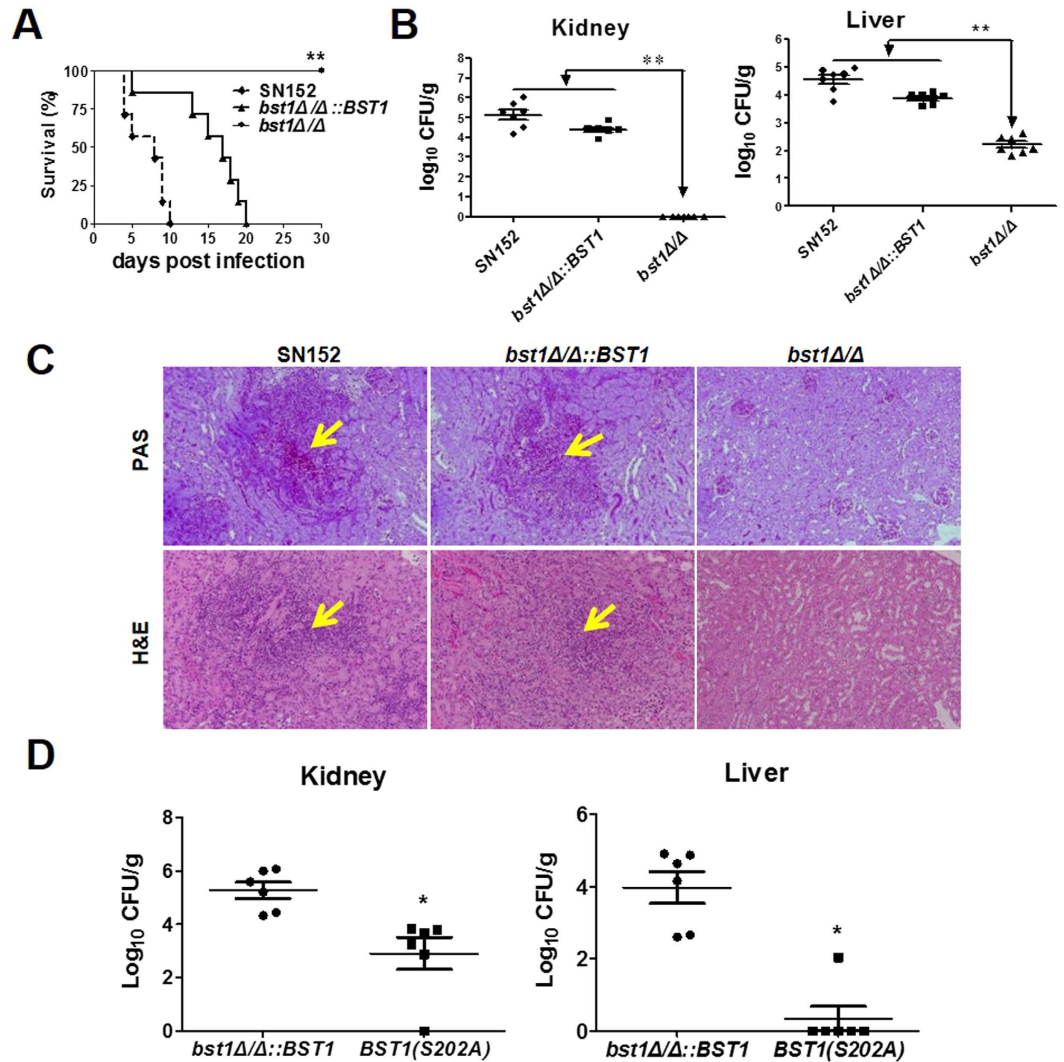 A
**
Survival (%)
100
75
50
25
0
SN152
bst1Δ/Δ::BST1
bst1Δ/Δ
0 5 10 15 20 25 30
days post infection
B
Kidney
**
log10 CFU/g
8
7
6
5
4
3
2
1
0
SN152 bst1Δ/Δ::BST1 bst1Δ/Δ
Liver
**
log10 CFU/g
6
5
4
3
2
1
0
SN152 bst1Δ/Δ::BST1 bst1Δ/Δ
C
SN152 bst1Δ/Δ::BST1 bst1Δ/Δ
PAS
H&E
D
Kidney
Log10 CFU/g
8
6
4
2
0
*
bst1Δ/Δ::BST1 BST1(S202A)
Liver
Log10 CFU/g
6
4
2
0
*
bst1Δ/Δ::BST1 BST1(S202A)